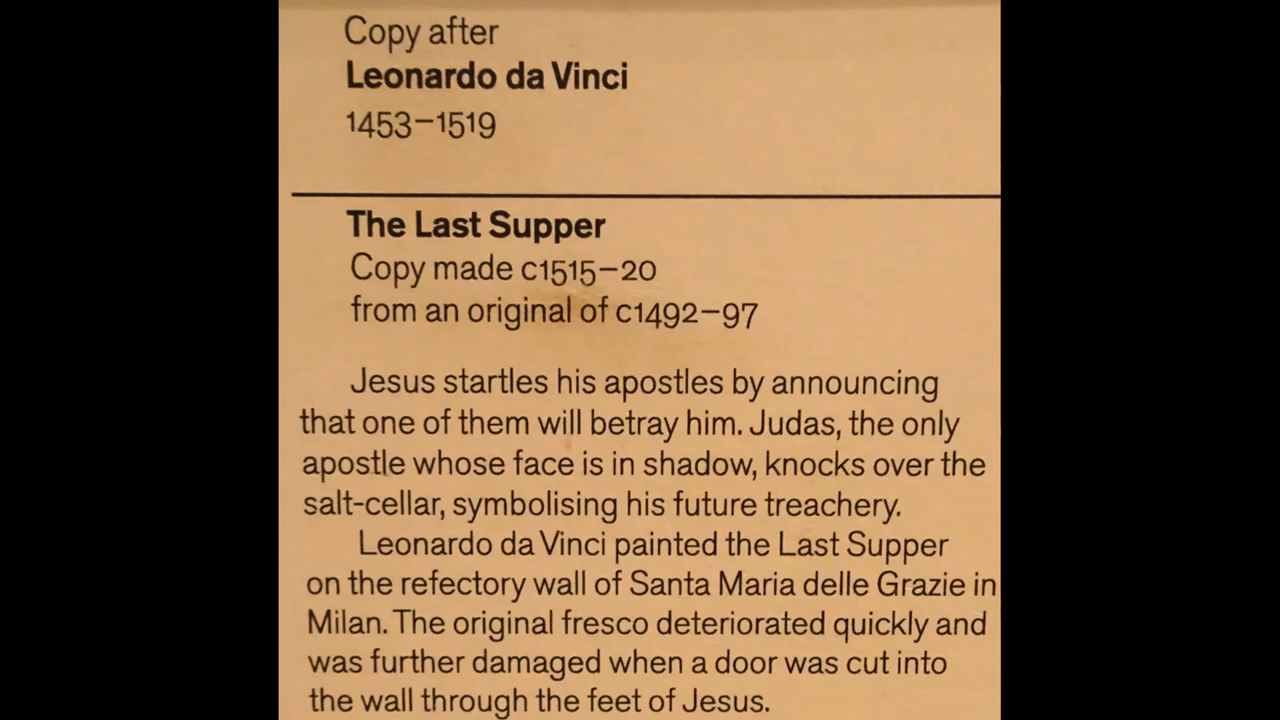 Copy after
Leonardo da Vinci
1453–1519
The Last Supper
Copy made c1515–20
from an original of c1492–97
Jesus startles his apostles by announcing
that one of them will betray him. Judas, the only
apostle whose face is in shadow, knocks over the
salt-cellar, symbolising his future treachery.
Leonardo da Vinci painted the Last Supper
on the refectory wall of Santa Maria delle Grazie in
Milan. The original fresco deteriorated quickly and
was further damaged when a door was cut into
the wall through the feet of Jesus.